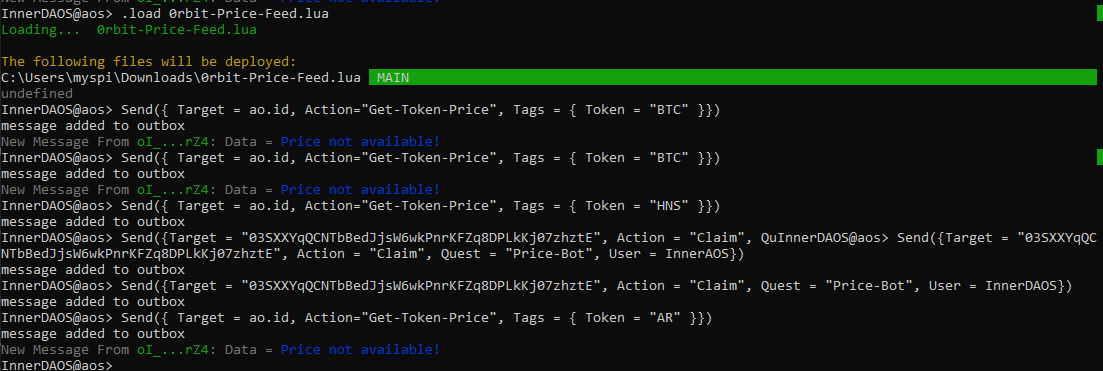 InnerDAOS@aos> .load 0rbit-Price-Feed.lua
Loading...  0rbit-Price-Feed.lua
The following files will be deployed:
C:\Users\myspi\Downloads\0rbit-Price-Feed.lua  MAIN
undefined
InnerDAOS@aos> Send({ Target = ao.id, Action="Get-Token-Price", Tags = { Token = "BTC" }})
message added to outbox
New Message From oI_...rZ4: Data = Price not available!
InnerDAOS@aos> Send({ Target = ao.id, Action="Get-Token-Price", Tags = { Token = "BTC" }})
message added to outbox
New Message From oI_...rZ4: Data = Price not available!
InnerDAOS@aos> Send({ Target = ao.id, Action="Get-Token-Price", Tags = { Token = "HNS" }})
message added to outbox
InnerDAOS@aos> Send({Target = "03SXXYqQCNTbBedJjsW6wkPnrKFZq8DPLkKj07zhztE", Action = "Claim", QuInnerDAOS@aos> Send({Target = "03SXXYqQC
NTbBedJjsW6wkPnrKFZq8DPLkKj07zhztE", Action = "Claim", Quest = "Price-Bot", User = InnerAOS})
message added to outbox
InnerDAOS@aos> Send({Target = "03SXXYqQCNTbBedJjsW6wkPnrKFZq8DPLkKj07zhztE", Action = "Claim", Quest = "Price-Bot", User = InnerDAOS})
message added to outbox
InnerDAOS@aos> Send({ Target = ao.id, Action="Get-Token-Price", Tags = { Token = "AR" }})
message added to outbox
New Message From oI_...rZ4: Data = Price not available!
InnerDAOS@aos>